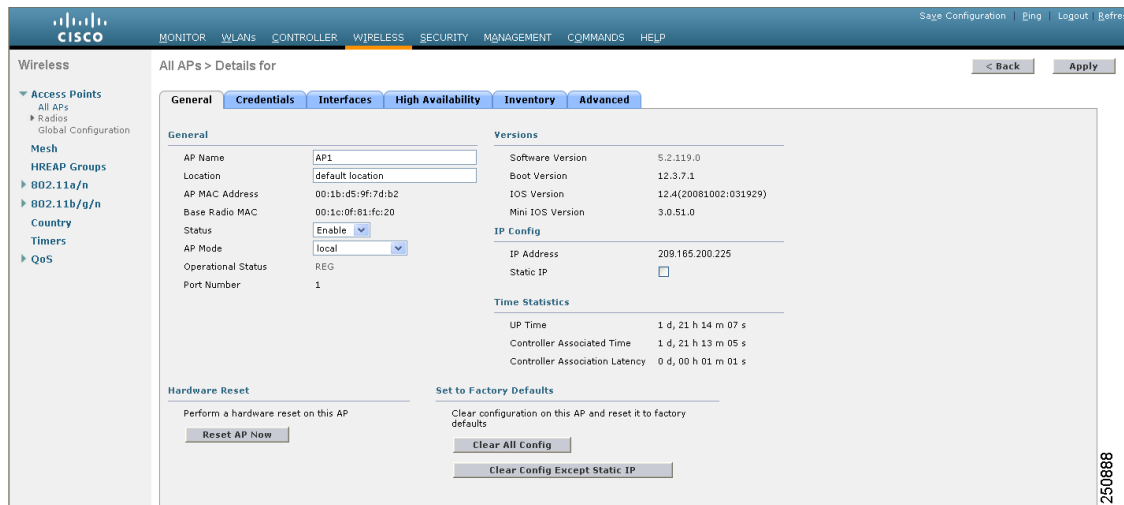 Save Configuration | Ping | Logout | Refre
CISCO
MONITOR WLANs CONTROLLER WIRELESS SECURITY MANAGEMENT COMMANDS HELP
Wireless
All APs > Details for
< Back
Apply
Access Points
All APs
Radios
Global Configuration
Mesh
HREAP Groups
802.11a/n
802.11b/g/n
Country
Timers
QoS
General Credentials Interfaces High Availability Inventory Advanced
General
AP Name AP1
Location default location
AP MAC Address 00:1b:d5:9f:7d:b2
Base Radio MAC 00:1c:0f:81:fc:20
Status Enable
AP Mode local
Operational Status REG
Port Number 1
Versions
Software Version 5.2.119.0
Boot Version 12.3.7.1
IOS Version 12.4(20081002:031929)
Mini IOS Version 3.0.51.0
IP Config
IP Address 209.165.200.225
Static IP
Time Statistics
UP Time 1 d, 21 h 14 m 07 s
Controller Associated Time 1 d, 21 h 13 m 05 s
Controller Association Latency 0 d, 00 h 01 m 01 s
Hardware Reset
Perform a hardware reset on this AP
Reset AP Now
Set to Factory Defaults
Clear configuration on this AP and reset it to factory
defaults
Clear All Config
Clear Config Except Static IP
250888